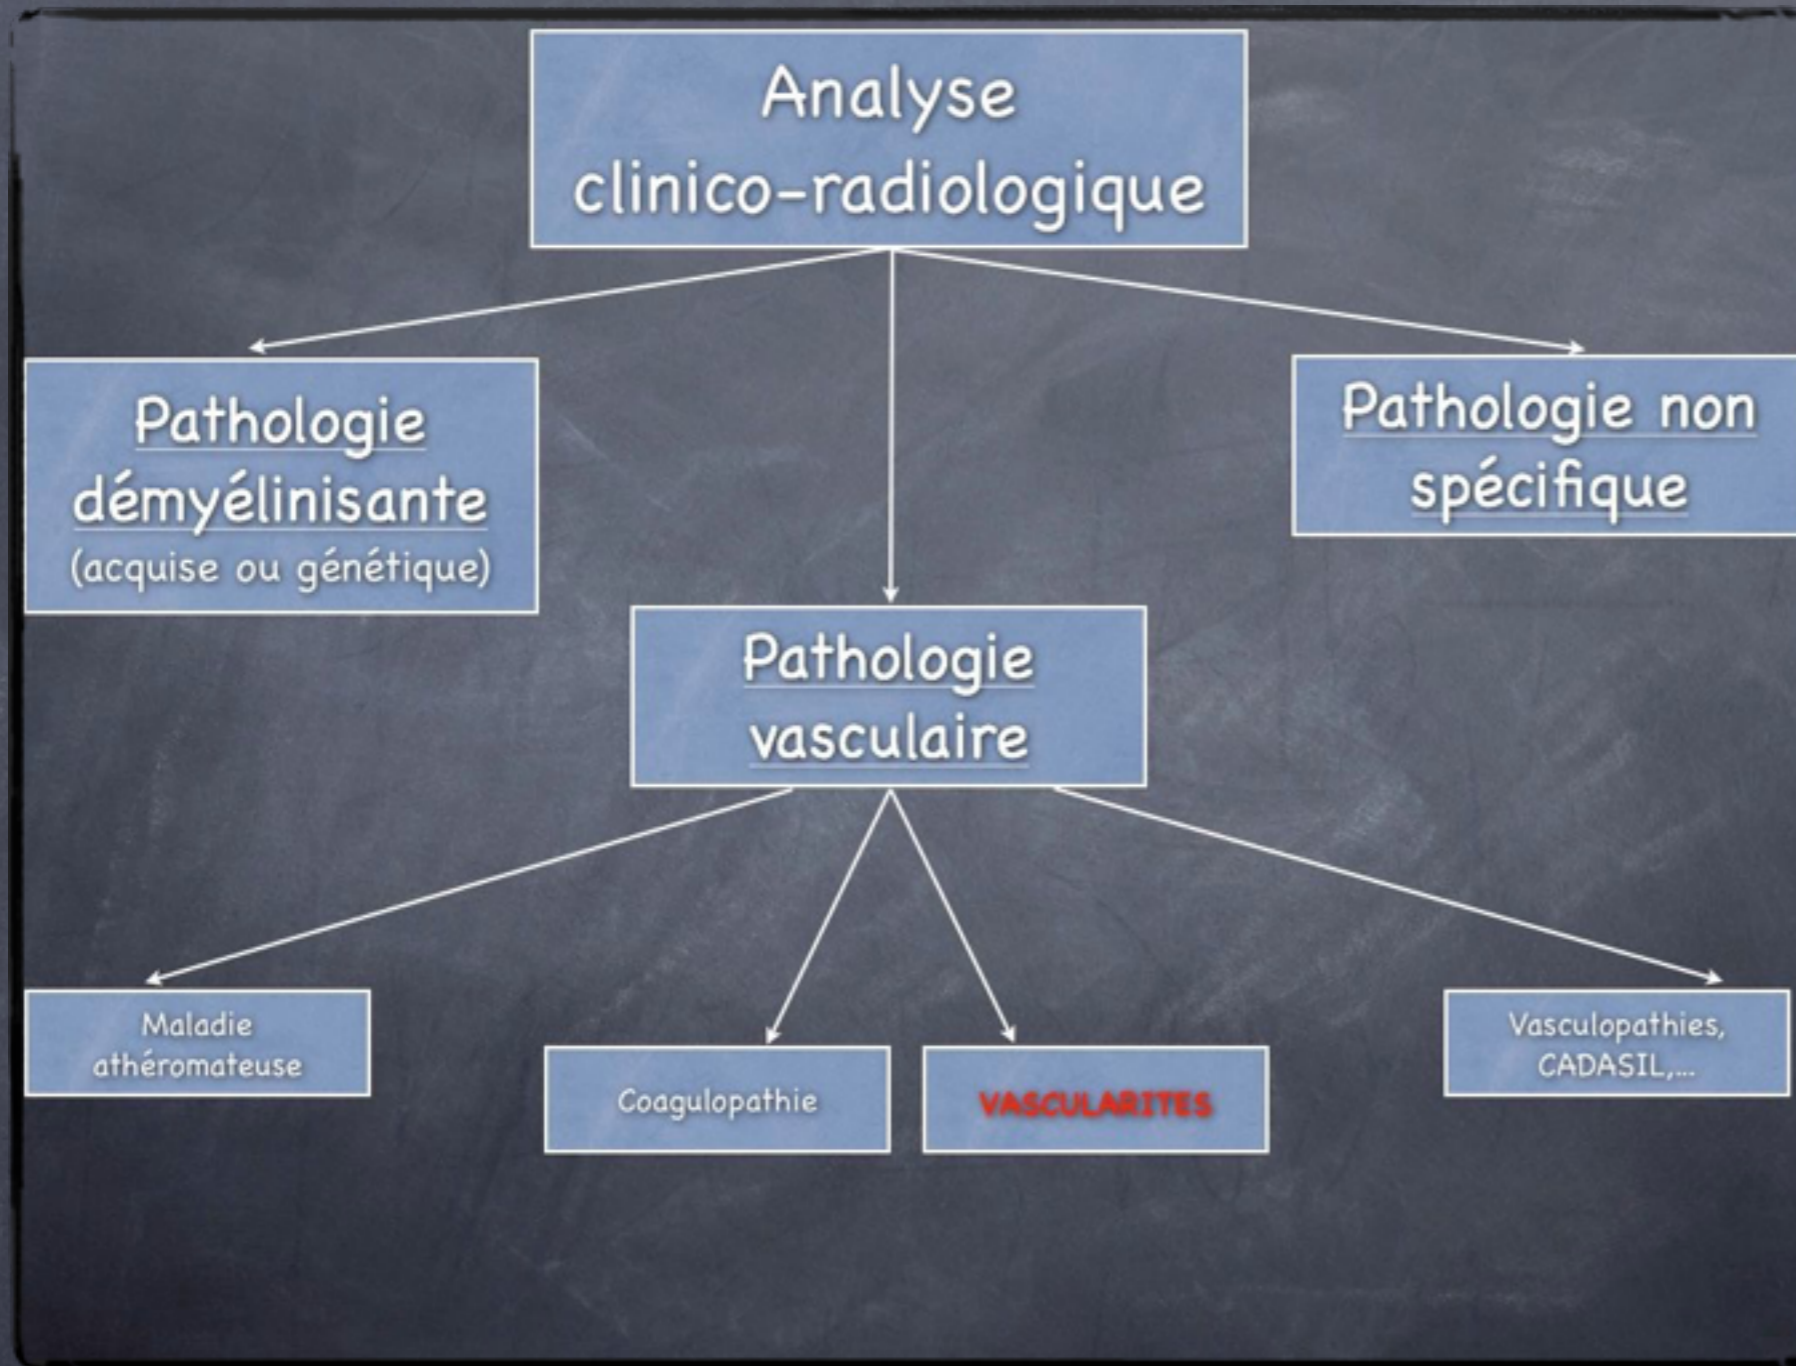 Analyse
clinico-radiologique
Pathologie
démyélinisante
(acquise ou génétique)
Pathologie non
spécifique
Pathologie
vasculaire
Maladie
athéromateuse
Coagulopathie
VASCULARITES
Vasculopathies,
CADASIL,...